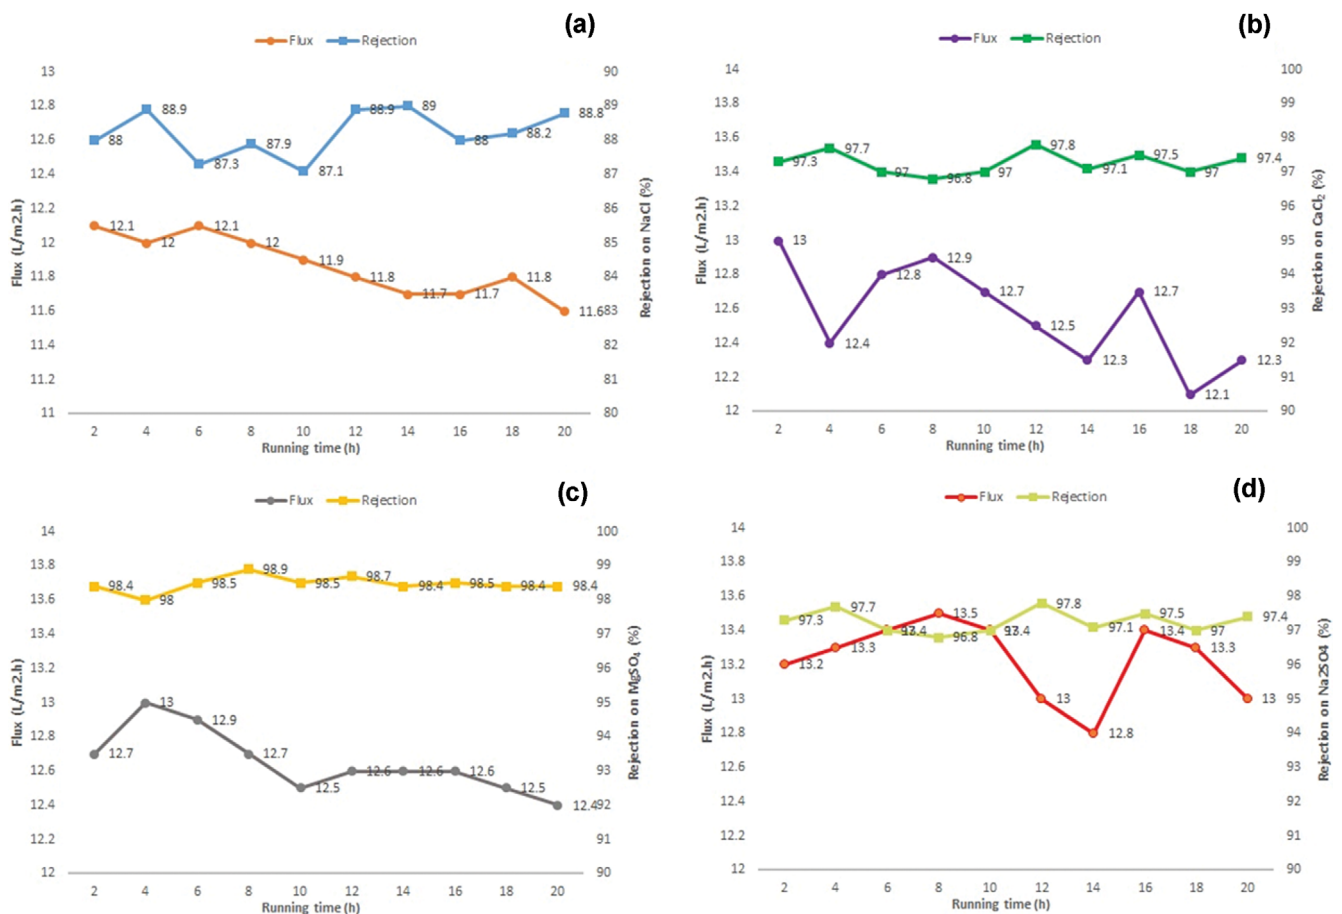 (a)
Flux Rejection
13 90
12.8 88.9 88.9 89 88.8 89
12.6 88 87.9 88 88.2 88
12.4 87.3 87.1 87
12.2 86
12 12.1 12 12.1 12 11.9 85
11.8 11.8 11.7 11.7 11.8 84
11.6 11.6 83
11.4 82
11.2 81
11 80
2 4 6 8 10 12 14 16 18 20
Running time (h)
Flux (L/m2.h)
Rejection on NaCl (%)
(b)
Flux Rejection
14 100
13.8 99
13.6 98
97.3 97.7 97 96.8 97 97.8 97.1 97.5 97 97.4
13.4 97
13.2 96
13 95
12.8 94
12.6 93
12.4 92
12.2 91
12 90
13 12.4 12.8 12.9 12.7 12.5 12.3 12.7 12.1 12.3
2 4 6 8 10 12 14 16 18 20
Running time (h)
Flux (L/m2.h)
Rejection on CaCl₂ (%)
(c)
Flux Rejection
14 100
13.8 99
98.4 98 98.5 98.9 98.5 98.7 98.4 98.5 98.4 98.4
13.6 98
13.4 97
13.2 96
13 95
12.8 94
12.6 93
12.4 92
12.2 91
12 90
12.7 13 12.9 12.7 12.5 12.6 12.6 12.6 12.5 12.4
2 4 6 8 10 12 14 16 18 20
Running time (h)
Flux (L/m2.h)
Rejection on MgSO₄ (%)
(d)
Flux Rejection
14 100
13.8 99
13.6 98
97.3 97.7 97 96.8 97 97.8 97.1 97.5 97 97.4
13.4 97
13.2 96
13 95
12.8 94
12.6 93
12.4 92
12.2 91
12 90
13.2 13.3 13.4 13.5 13.4 13 12.8 13.4 13.3 13
2 4 6 8 10 12 14 16 18 20
Running time (h)
Flux (L/m2.h)
Rejection on Na2SO4 (%)